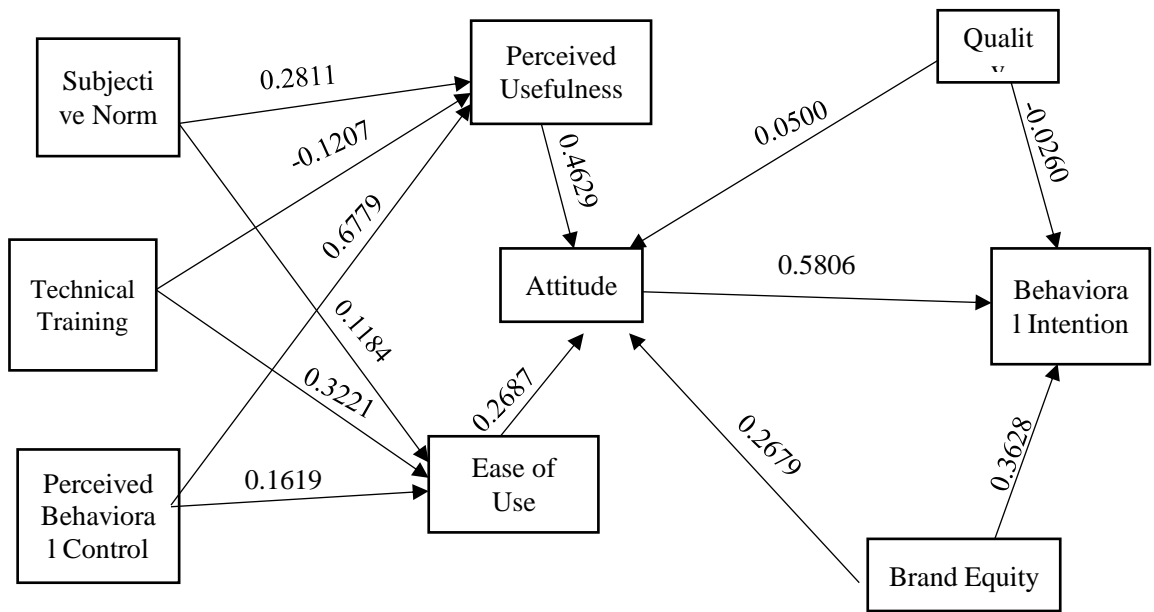 Subjecti
ve Norm
Technical
Training
Perceived
Behaviora
l Control
0.2811
-0.1207
0.6779
0.1184
0.3221
0.1619
Perceived
Usefulness
Ease of
Use
0.4629
0.2687
Attitude
0.0500
0.5806
0.2679
Qualit
y
-0.0260
Behaviora
l Intention
0.3628
Brand Equity